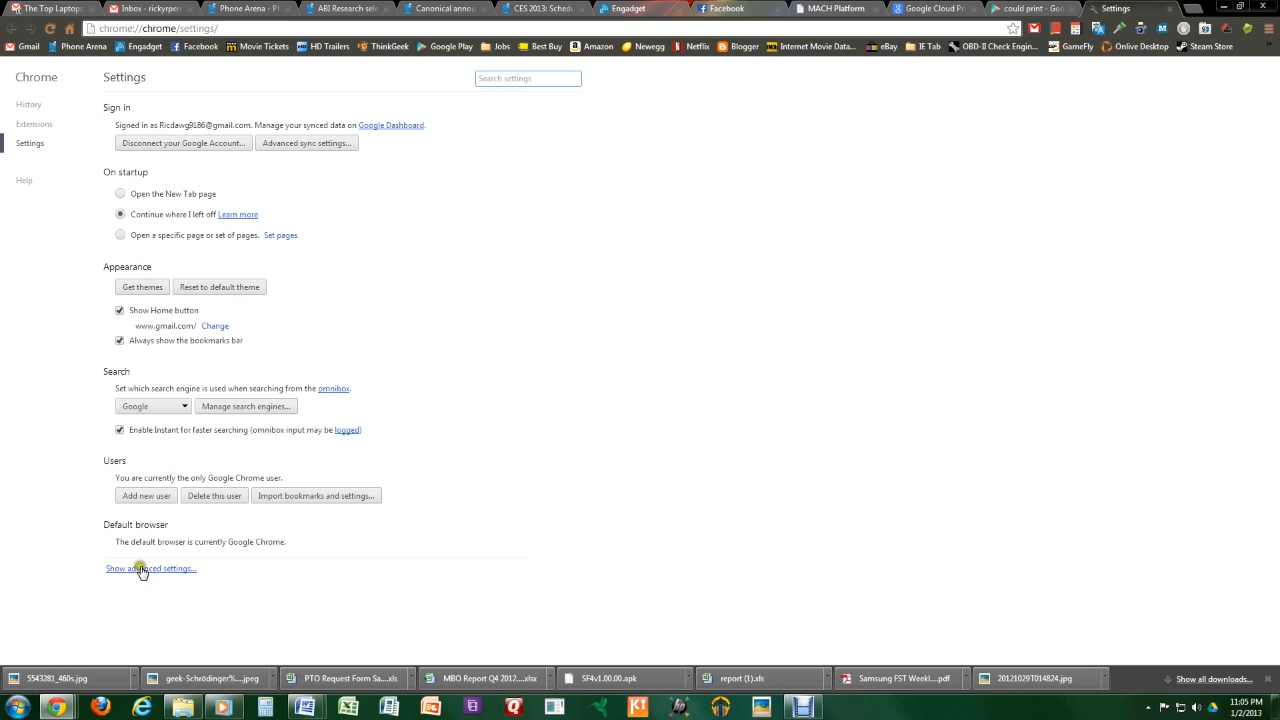 The Top Laptops
Inbox - rickyperr
Phone Arena - P
ABI Research sel
Canonical annou
CES 2013: Sched
Engadget
Facebook
MACH Platform
Google Cloud Pri
could print - Goo
Settings
chrome://chrome/settings/
Gmail
Phone Arena
Engadget
Facebook
Movie Tickets
HD Trailers
ThinkGeek
Google Play
Jobs
Best Buy
Amazon
Newegg
Netflix
Blogger
Internet Movie Data...
eBay
IE Tab
OBD-II Check Engin...
GameFly
Onlive Desktop
Steam Store
Chrome
History
Extensions
Settings
Help
Settings
Search settings
Sign in
Signed in as Ricdawg9186@gmail.com. Manage your synced data on Google Dashboard.
Disconnect your Google Account...
Advanced sync settings...
On startup
Open the New Tab page
Continue where I left off Learn more
Open a specific page or set of pages. Set pages
Appearance
Get themes
Reset to default theme
Show Home button
www.gmail.com/ Change
Always show the bookmarks bar
Search
Set which search engine is used when searching from the omnibox.
Google
Manage search engines...
Enable Instant for faster searching (omnibox input may be logged)
Users
You are currently the only Google Chrome user.
Add new user
Delete this user
Import bookmarks and settings...
Default browser
The default browser is currently Google Chrome.
Show advanced settings...
5543281_460s.jpg
geek-Schrödinger%....jpeg
PTO Request Form Sa....xls
MBO Report Q4 2012....xlsx
SF4v1.00.00.apk
report (1).xls
Samsung FST Weekl....pdf
20121029T014824.jpg
Show all downloads...
11:05 PM
1/2/2013